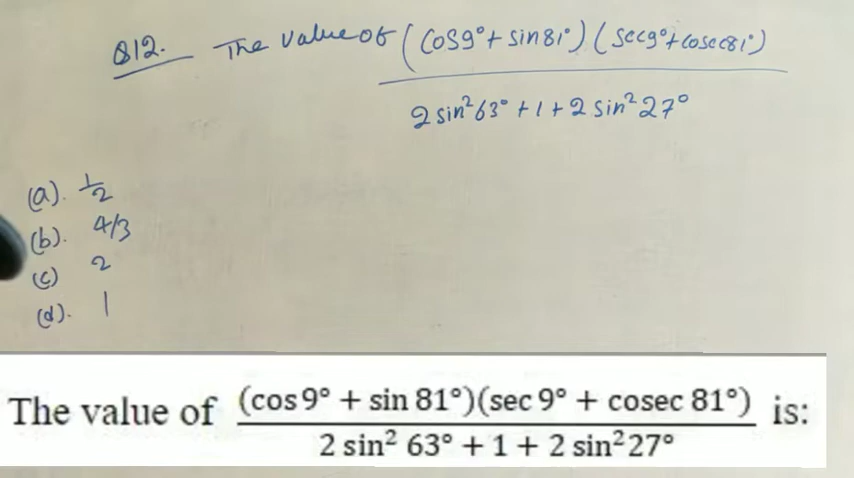 Q12. The value of (cos9°+ sin81°) (sec9°+cosec81°)
2 sin²63° + 1 + 2 sin²27°
(a). 1/2
(b). 4/3
(c) 2
(d). 1
The value of (cos 9° + sin 81°)(sec 9° + cosec 81°) is:
2 sin² 63° + 1 + 2 sin²27°